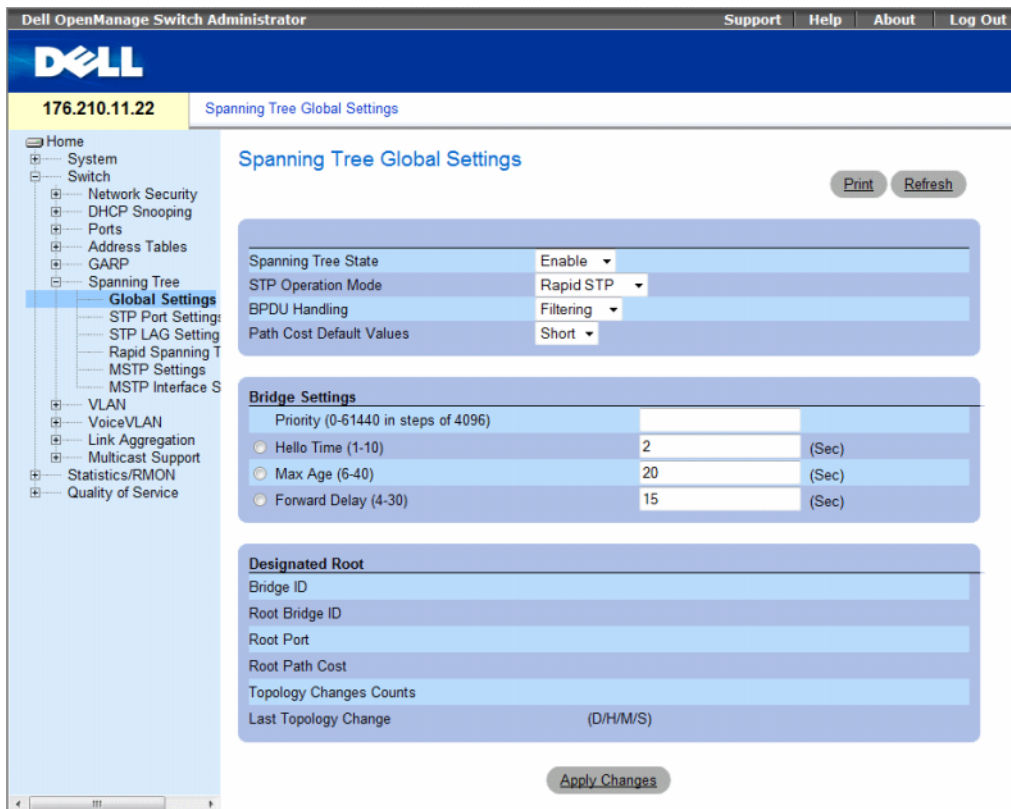 Dell OpenManage Switch Administrator
Support Help About Log Out
DELL
176.210.11.22
Spanning Tree Global Settings
Home
System
Switch
Network Security
DHCP Snooping
Ports
Address Tables
GARP
Spanning Tree
Global Settings
STP Port Settings
STP LAG Setting
Rapid Spanning T
MSTP Settings
MSTP Interface S
VLAN
VoiceVLAN
Link Aggregation
Multicast Support
Statistics/RMON
Quality of Service
Spanning Tree Global Settings
Print Refresh
Spanning Tree State Enable
STP Operation Mode Rapid STP
BPDU Handling Filtering
Path Cost Default Values Short
Bridge Settings
Priority (0-61440 in steps of 4096)
Hello Time (1-10) 2 (Sec)
Max Age (6-40) 20 (Sec)
Forward Delay (4-30) 15 (Sec)
Designated Root
Bridge ID
Root Bridge ID
Root Port
Root Path Cost
Topology Changes Counts
Last Topology Change (D/H/M/S)
Apply Changes